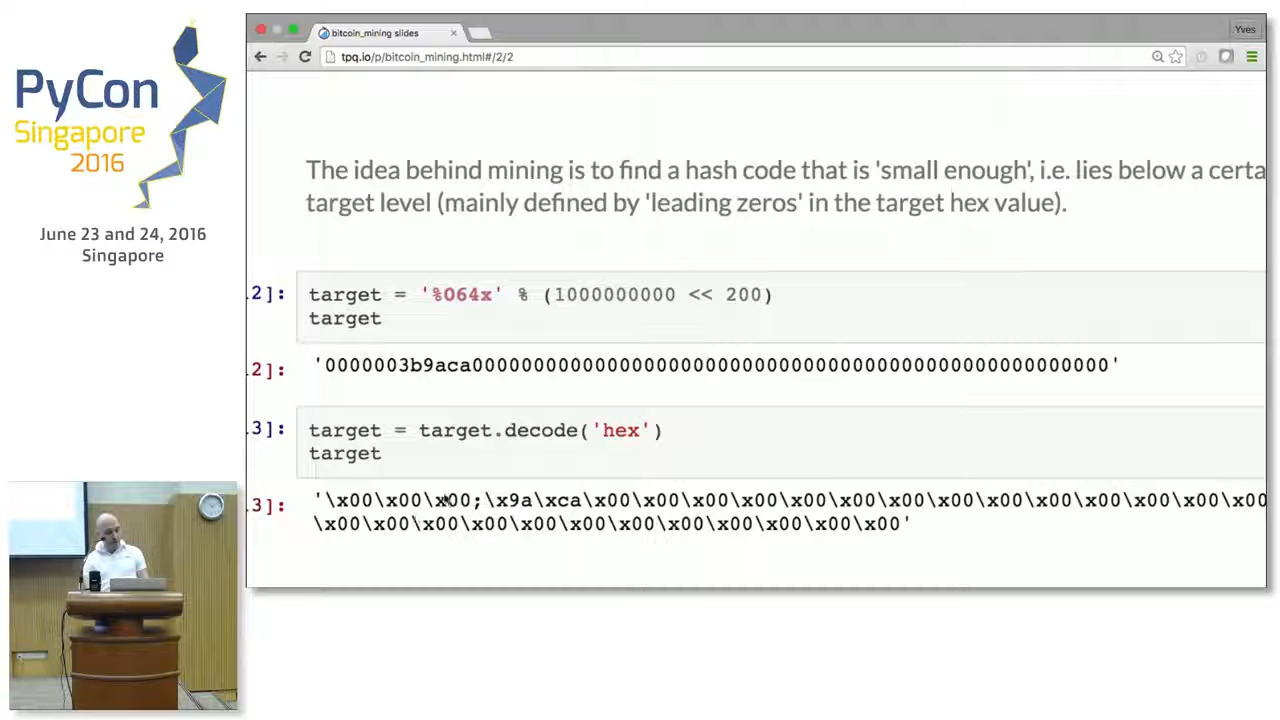 PyCon
Singapore
2016
June 23 and 24, 2016
Singapore
bitcoin_mining slides
Yves
tpq.io/p/bitcoin_mining.html#/2/2
The idea behind mining is to find a hash code that is 'small enough', i.e. lies below a certa
target level (mainly defined by 'leading zeros' in the target hex value).
.2]:
target = '%064x' % (1000000000 << 200)
target
.2]:
'0000003b9aca0000000000000000000000000000000000000000000000000000'
.3]:
target = target.decode('hex')
target
.3]:
'\x00\x00\x00;\x9a\xca\x00\x00\x00\x00\x00\x00\x00\x00\x00\x00\x00\x00\x00\x00\x00\x00
\x00\x00\x00\x00\x00\x00\x00\x00\x00\x00'